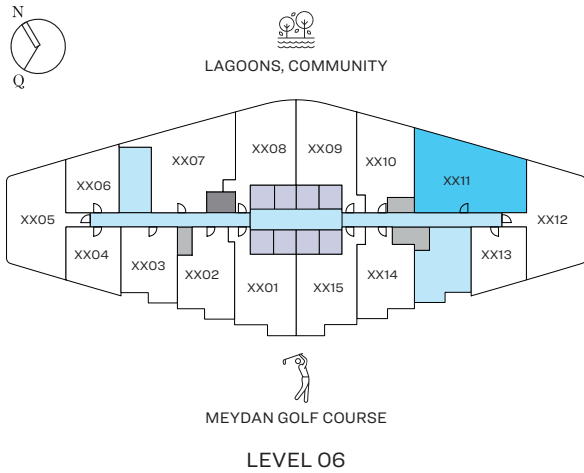 N
Q
LAGOONS, COMMUNITY
XX08 XX09
XX07 XX10
XX06 XX11
XX05 XX12
XX04 XX03 XX02 XX14 XX13
XX01 XX15
MEYDAN GOLF COURSE
LEVEL 06